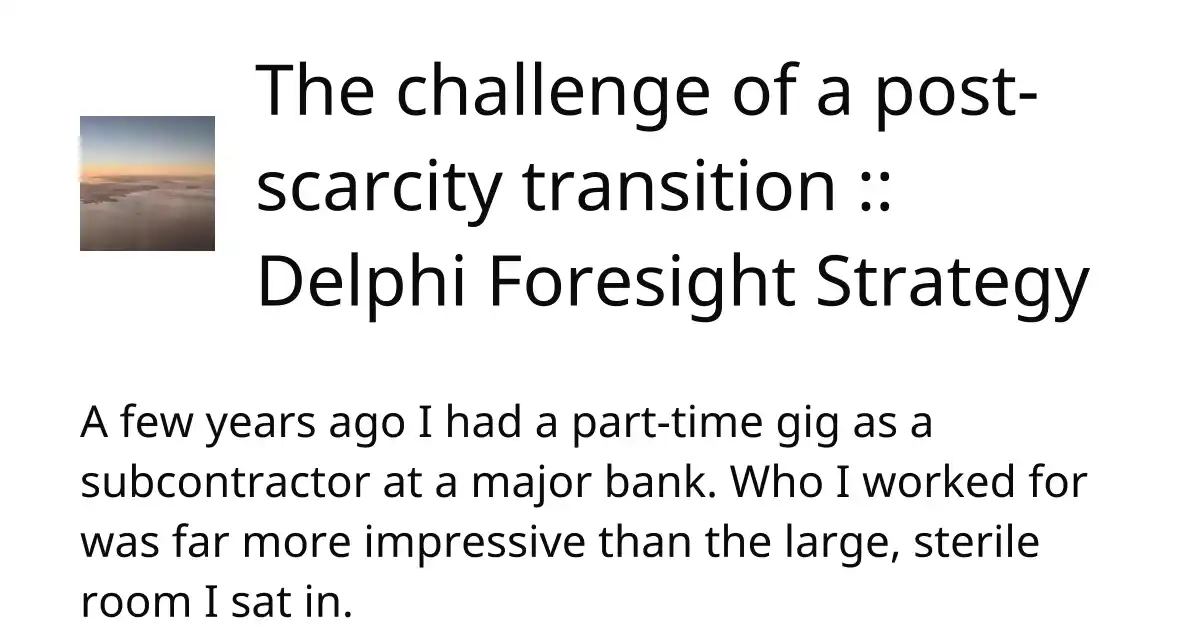 The challenge of a post-
scarcity transition ::
Delphi Foresight Strategy
A few years ago I had a part-time gig as a
subcontractor at a major bank. Who I worked for
was far more impressive than the large, sterile
room I sat in.